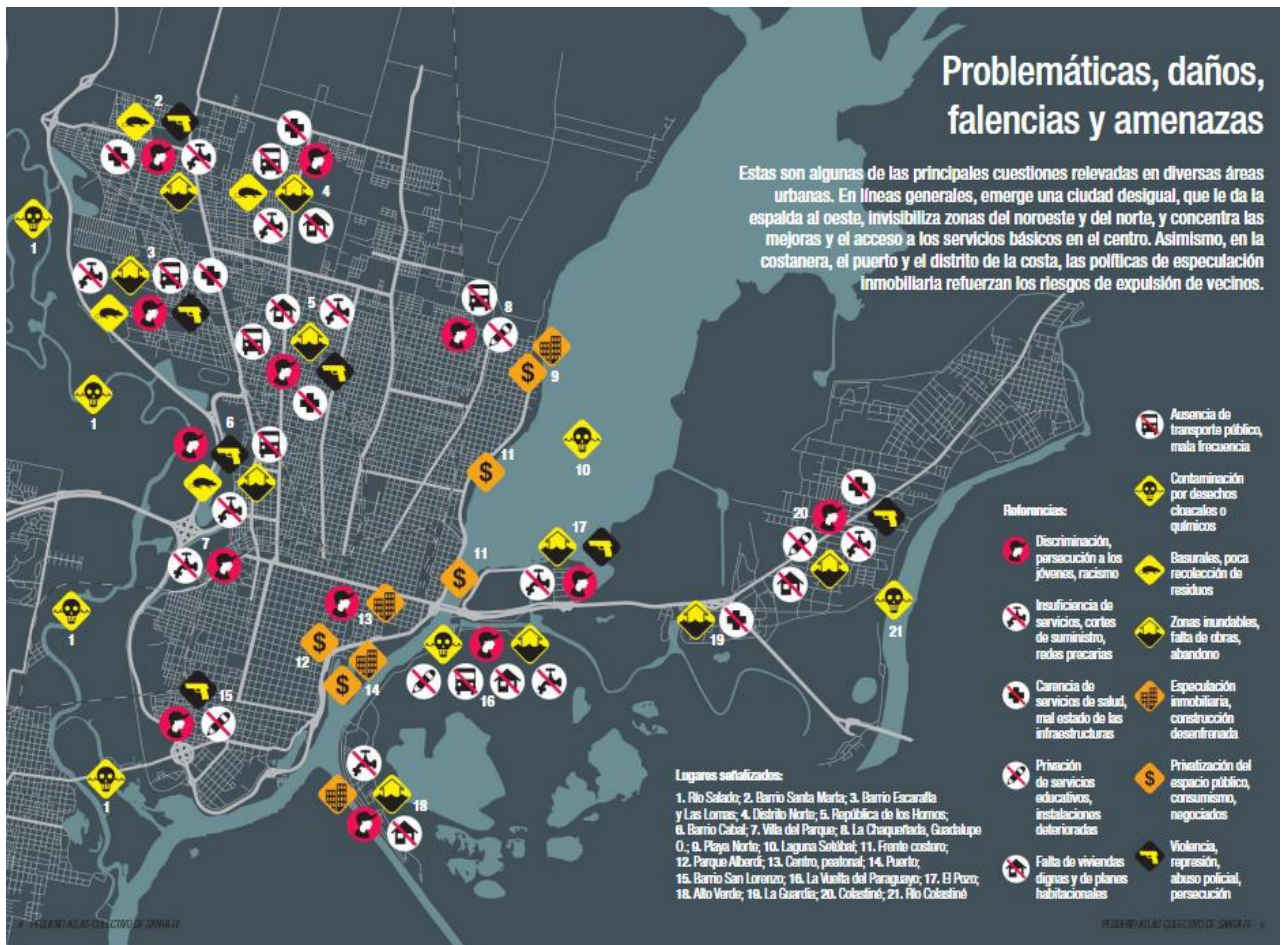 Problemáticas, daños,
falencias y amenazas
Estas son algunas de las principales cuestiones relevadas en diversas áreas
urbanas. En líneas generales, emerge una ciudad desigual, que le da la
espalda al oeste, invisibiliza zonas del noroeste y del norte, y concentra las
mejoras y el acceso a los servicios básicos en el centro. Asimismo, en la
costanera, el puerto y el distrito de la costa, las políticas de especulación
inmobiliaria refuerzan los riesgos de expulsión de vecinos.
2
4
1
3
5
8
9
1
6
11
10
$
$
7
11
$
17
20
13
1
12
$
14
$
16
19
21
15
1
18
Referencias:
Discriminación,
persecución a los
jóvenes, racismo
Insuficiencia de
servicios, cortes
de suministro,
redes precarias
Carencia de
servicios de salud,
mal estado de las
infraestructuras
Privación
de servicios
educativos,
instalaciones
deterioradas
Falta de viviendas
dignas y de planes
habitacionales
Ausencia de
transporte público,
mala frecuencia
Contaminación
por desechos
cloacales o
químicos
Basurales, poca
recolección de
residuos
Zonas inundables,
falta de obras,
abandono
Especulación
inmobiliaria,
construcción
desenfrenada
$
Privatización del
espacio público,
consumismo,
negociados
Violencia,
represión,
abuso policial,
persecución
Lugares señalizados:
1. Río Salado; 2. Barrio Santa Marta; 3. Barrio Escarafia
y Las Lomas; 4. Distrito Norte; 5. República de los Hornos;
6. Barrio Cabal; 7. Villa del Parque; 8. La Chaqueñada, Guadalupe
O.; 9. Playa Norte; 10. Laguna Setúbal; 11. Frente costero;
12. Parque Alberdi; 13. Centro, peatonal; 14. Puerto;
15. Barrio San Lorenzo; 16. La Vuelta del Paraguayo; 17. El Pozo;
18. Alto Verde; 19. La Guardia; 20. Colastiné; 21. Río Colastiné
PEQUEÑO ATLAS COLECTIVO DE SANTA FE
PEQUEÑO ATLAS COLECTIVO DE SANTA FE